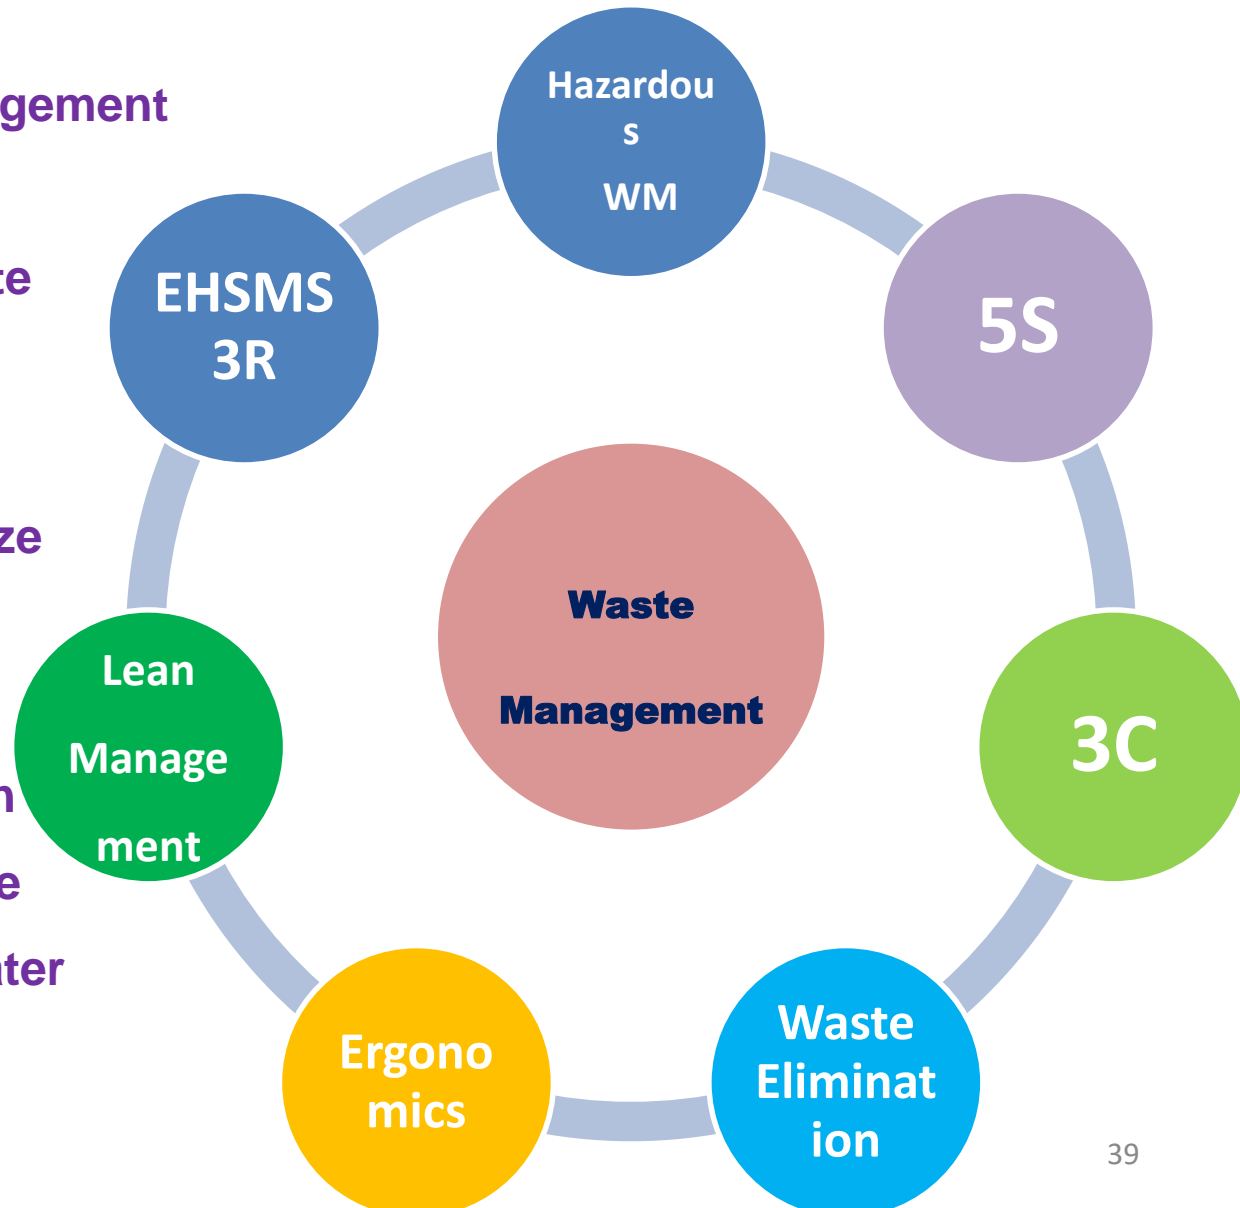 gement
te
ze
n
e
ater
Hazardou
s
WM
5S
3C
Waste
Eliminat
ion
Ergono
mics
Lean
Manage
ment
EHSMS
3R
Waste
Management
39